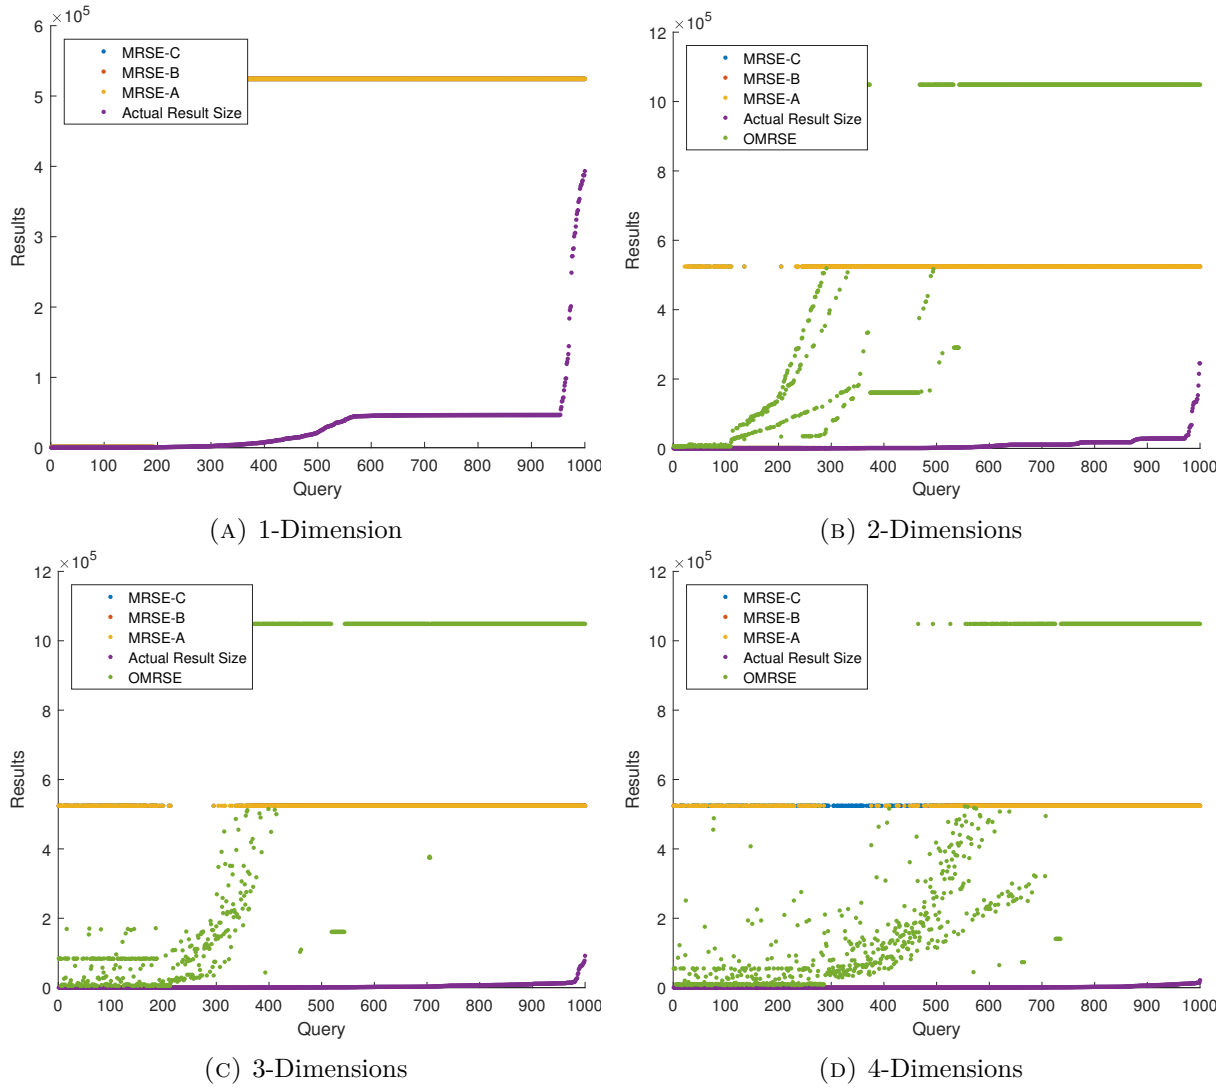 ×10^5
6
5
4
3
2
1
0
Results
MRSE-C
MRSE-B
MRSE-A
Actual Result Size
0 100 200 300 400 500 600 700 800 900 1000
Query
(A) 1-Dimension
×10^5
12
10
8
6
4
2
0
Results
MRSE-C
MRSE-B
MRSE-A
Actual Result Size
OMRSE
0 100 200 300 400 500 600 700 800 900 1000
Query
(B) 2-Dimensions
×10^5
12
10
8
6
4
2
0
Results
MRSE-C
MRSE-B
MRSE-A
Actual Result Size
OMRSE
0 100 200 300 400 500 600 700 800 900 1000
Query
(C) 3-Dimensions
×10^5
12
10
8
6
4
2
0
Results
MRSE-C
MRSE-B
MRSE-A
Actual Result Size
OMRSE
0 100 200 300 400 500 600 700 800 900 1000
Query
(D) 4-Dimensions